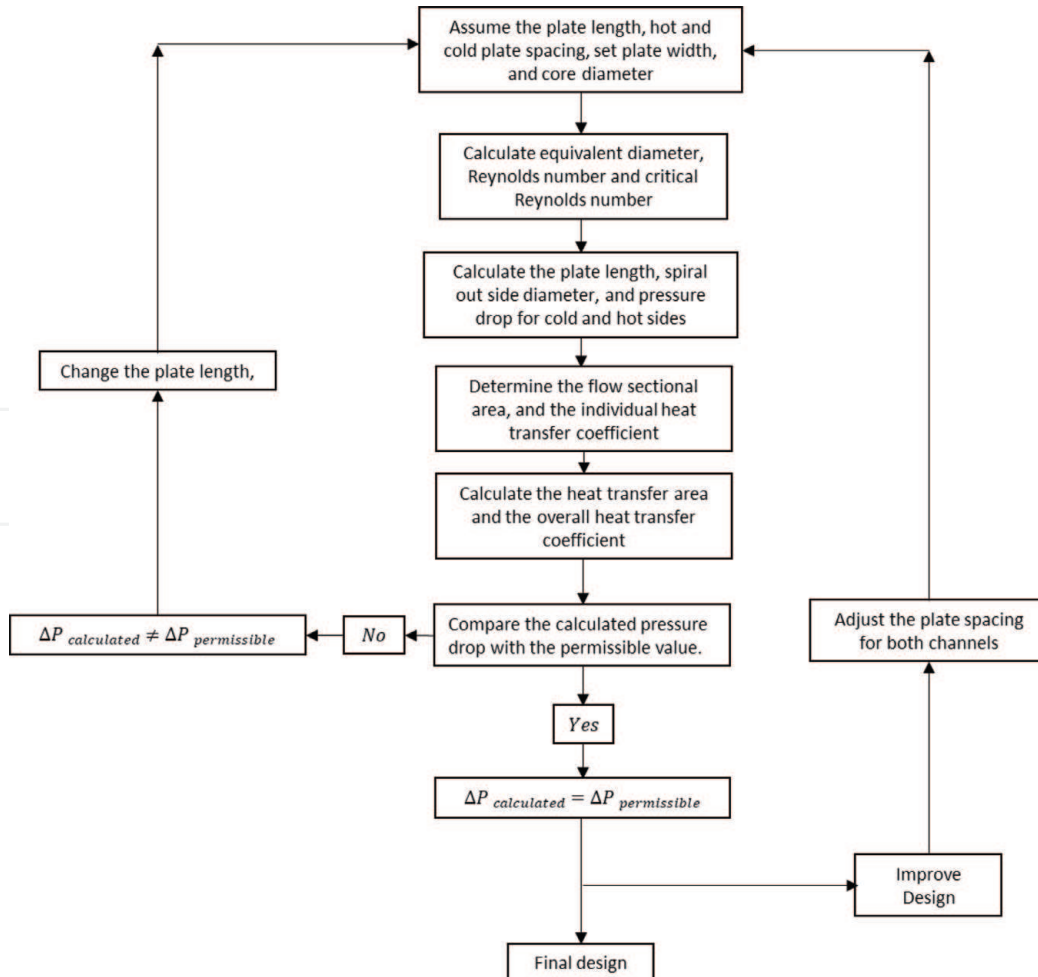 Assume the plate length, hot and
cold plate spacing, set plate width,
and core diameter
Calculate equivalent diameter,
Reynolds number and critical
Reynolds number
Calculate the plate length, spiral
out side diameter, and pressure
drop for cold and hot sides
Change the plate length,
Determine the flow sectional
area, and the individual heat
transfer coefficient
Calculate the heat transfer area
and the overall heat transfer
coefficient
ΔP calculated ≠ ΔP permissible
No
Compare the calculated pressure
drop with the permissible value.
Adjust the plate spacing
for both channels
Yes
ΔP calculated = ΔP permissible
Improve
Design
Final design